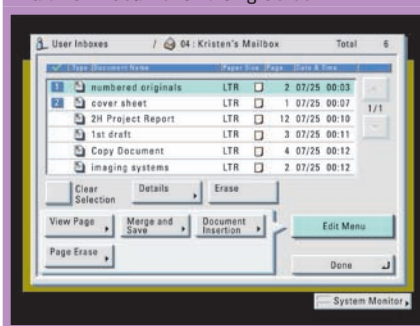 User Inboxes / 04 : Kristen's Mailbox Total 6
Type Document Name Paper Size Page Date & Time
1 numbered originals LTR 2 07/25 00:03
2 cover sheet LTR 1 07/25 00:07
2H Project Report LTR 12 07/25 00:10
1st draft LTR 3 07/25 00:11
Copy Document LTR 4 07/25 00:12
imaging systems LTR 2 07/25 00:12
1/1
Clear Selection
Details
Erase
View Page
Merge and Save
Document Insertion
Edit Menu
Page Erase
Done
System Monitor